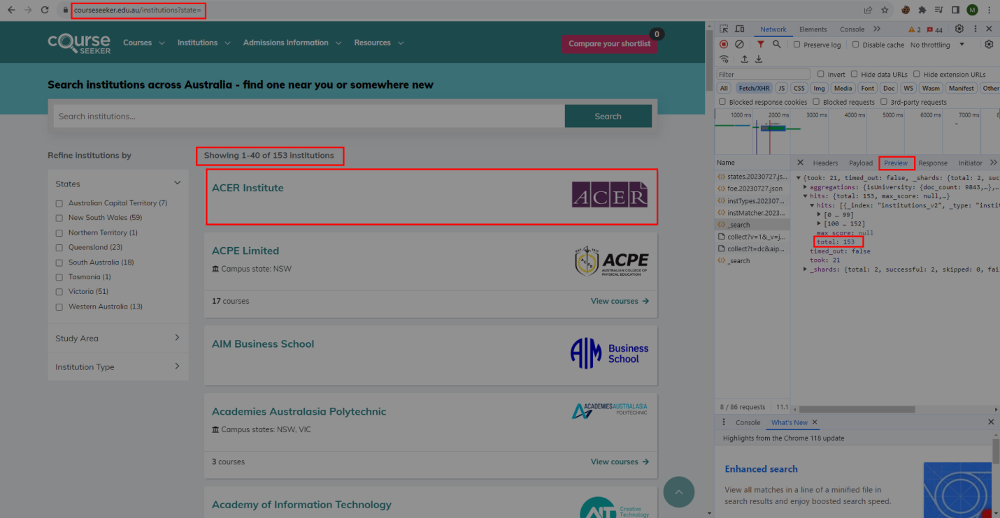 courseseeker.edu.au/institutions?state=
M
cOurse
SEEKER
Courses
Institutions
Admissions Information
Resources
Compare your shortlist
0
Search institutions across Australia - find one near you or somewhere new
Search institutions...
Search
Refine institutions by
Showing 1-40 of 153 institutions
States
Australian Capital Territory (7)
New South Wales (59)
Northern Territory (1)
Queensland (23)
South Australia (18)
Tasmania (1)
Victoria (51)
Western Australia (13)
Study Area
Institution Type
ACER Institute
ACER
ACPE Limited
Campus state: NSW
ACPE
AUSTRALIAN COLLEGE OF
PHYSICAL EDUCATION
17 courses
View courses →
AIM Business School
AIM Business
School
Academies Australasia Polytechnic
Campus states: NSW, VIC
ACADEMIES AUSTRALASIA
POLYTECHNIC
3 courses
View courses →
Academy of Information Technology
AIT
Creative
Technology
Network
Elements
Console
2
44
Preserve log
Disable cache
No throttling
Filter
Invert
Hide data URLs
Hide extension URLs
All
Fetch/XHR
JS
CSS
Img
Media
Font
Doc
WS
Wasm
Manifest
Other
Blocked response cookies
Blocked requests
3rd-party requests
1000 ms
2000 ms
3000 ms
4000 ms
5000 ms
6000 ms
7000 ms
Name
Headers
Payload
Preview
Response
Initiator
states.20230727.js...
foe.20230727.json
instTypes.202307...
instMatcher.2023...
_search
collect?v=1&_v=j...
collect?t=dc&aip...
_search
{took: 21, timed_out: false, _shards: {total: 2, suc
aggregations: {isUniversity: {doc_count: 9843,…},…
hits: {total: 153, max_score: null,…}
hits: [{_index: "institutions_v2", _type: "insti
[0 … 99]
[100 … 152]
max_score: null
total: 153
timed_out: false
took: 21
_shards: {total: 2, successful: 2, skipped: 0, fai
8 / 86 requests
11.1
Console
What's New
Highlights from the Chrome 118 update
Enhanced search
View all matches in a line of a minified file in
search results and enjoy boosted search speed.